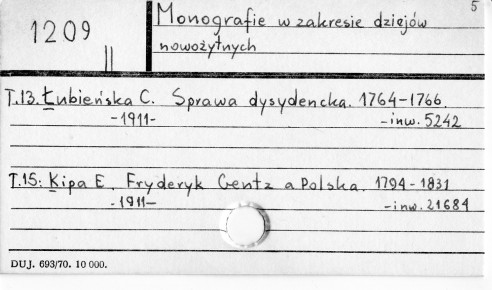 5
1209
||
Monografie w zakresie dziejów
nowożytnych
T.13. Łubieńska C. Sprawa dysydencka. 1764-1766.
-1911- -inw. 5242
T.15: Kipa E. Fryderyk Gentz a Polska. 1794-1831
-1911- -inw. 21684
DUJ. 693/70. 10 000.